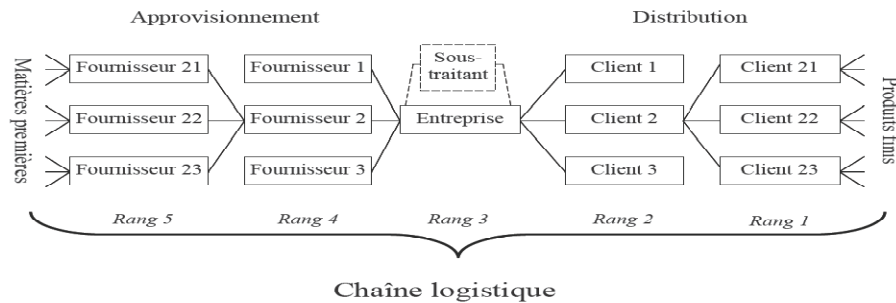 Approvisionnement
Distribution
Matières premières
Fournisseur 21
Fournisseur 22
Fournisseur 23
Fournisseur 1
Fournisseur 2
Fournisseur 3
Sous-
traitant
Entreprise
Client 1
Client 2
Client 3
Client 21
Client 22
Client 23
Produits finis
Rang 5
Rang 4
Rang 3
Rang 2
Rang 1
Chaîne logistique